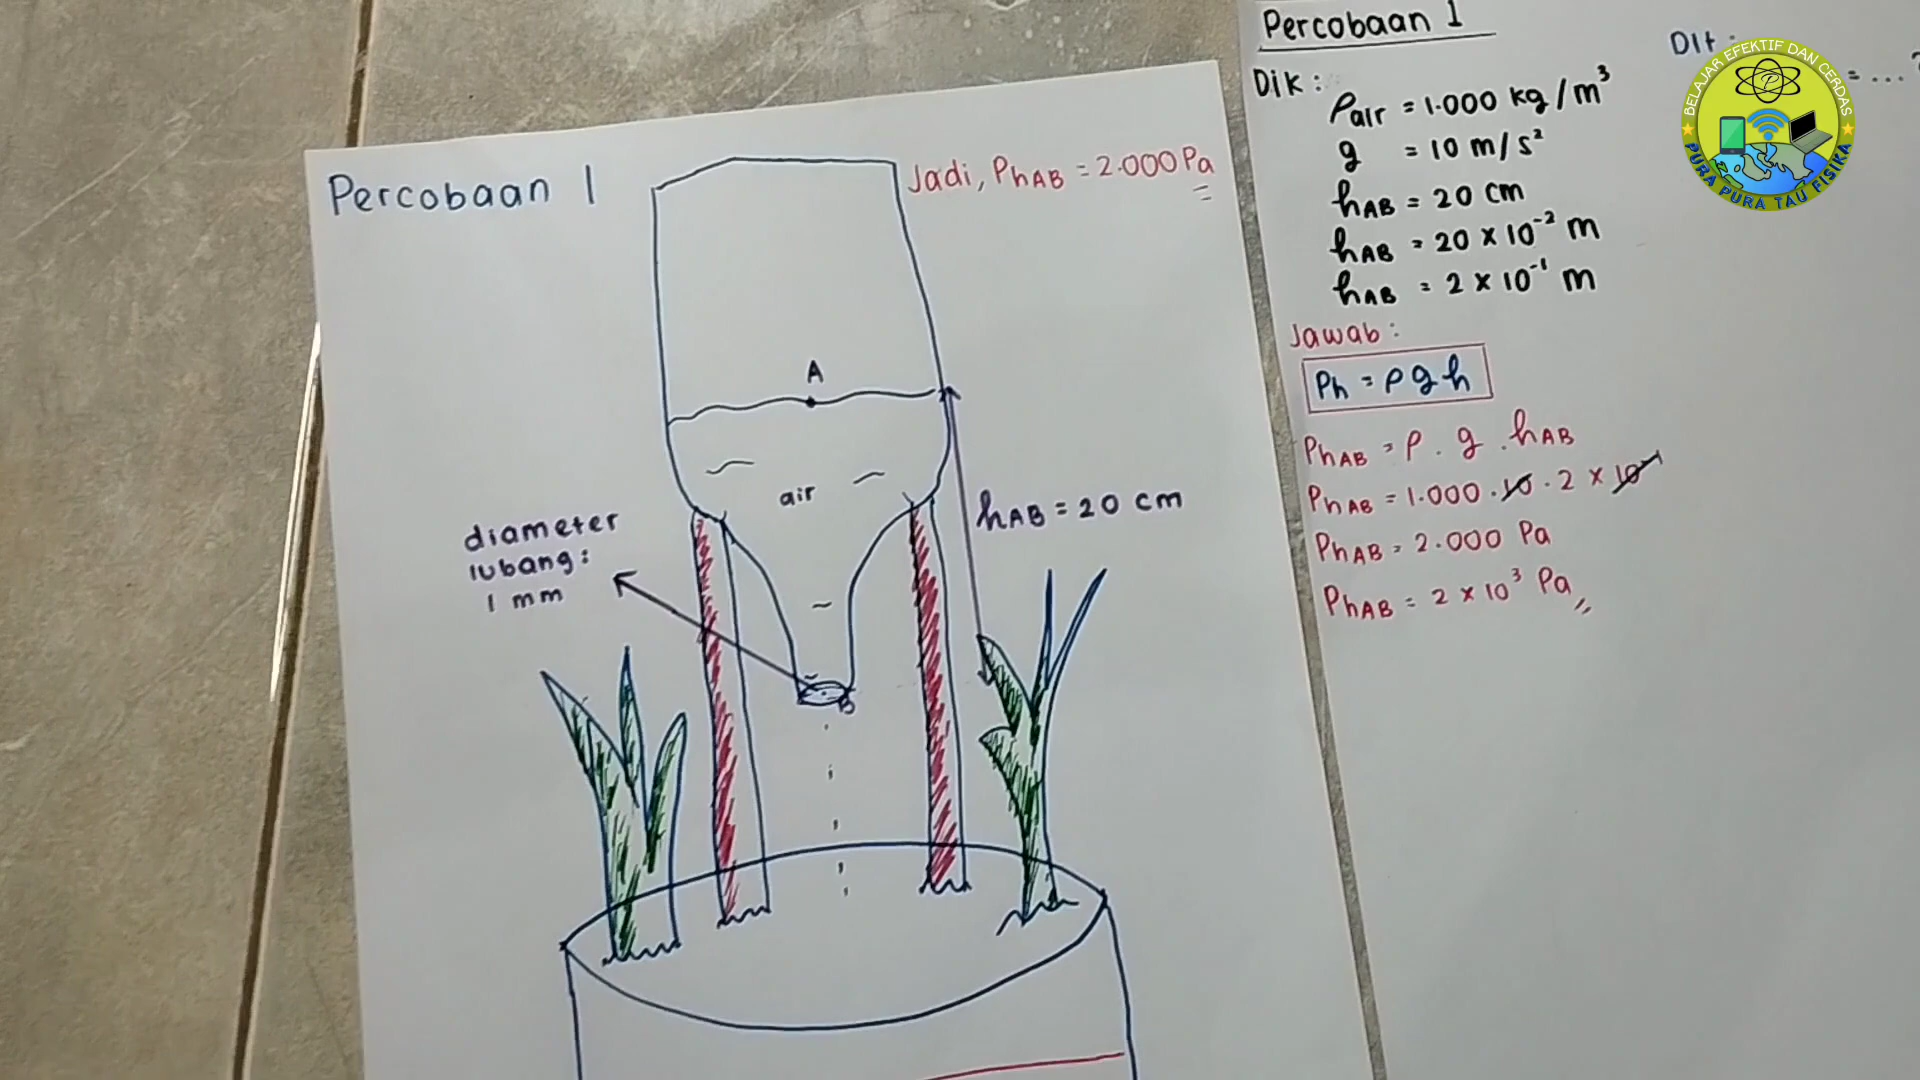 Percobaan 1
Jadi, PhAB = 2.000 Pa
A
air
hAB = 20 cm
diameter
lubang:
1 mm
B
Percobaan 1
Dik:
ρair = 1.000 kg/m³
g = 10 m/s²
hAB = 20 cm
hAB = 20 × 10⁻² m
hAB = 2 × 10⁻¹ m
Dit:
= ... ?
Jawab:
Ph = ρ g h
PhAB = ρ . g . hAB
PhAB = 1.000 . 10 . 2 × 10⁻¹
PhAB = 2.000 Pa
PhAB = 2 × 10³ Pa
BELAJAR EFEKTIF DAN CERDAS
PURA PURA TAU FISIKA